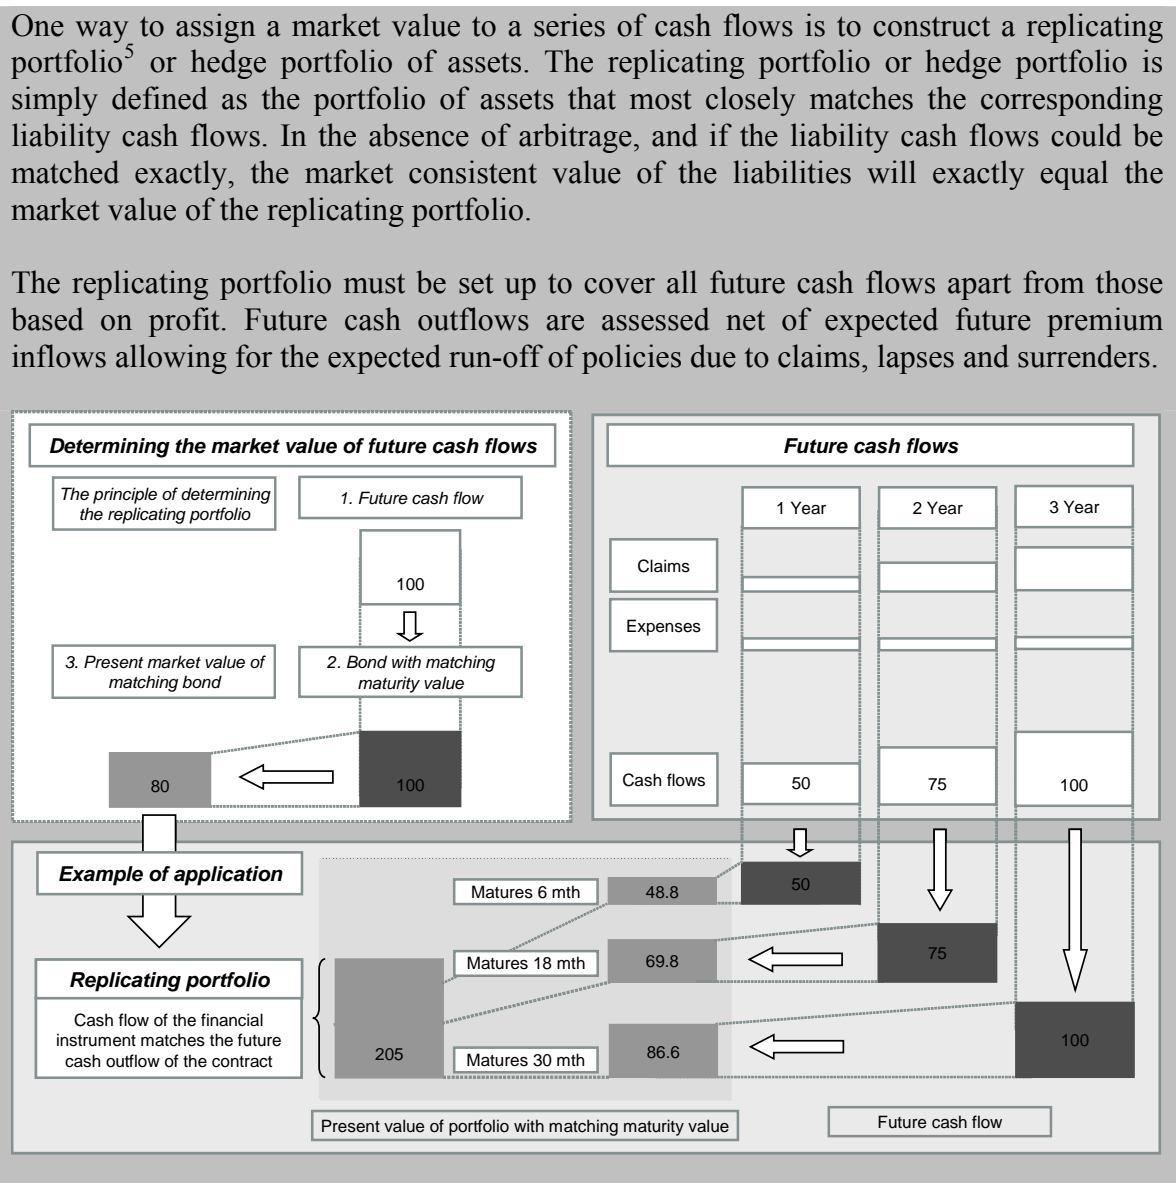 One way to assign a market value to a series of cash flows is to construct a replicating
portfolio5 or hedge portfolio of assets. The replicating portfolio or hedge portfolio is
simply defined as the portfolio of assets that most closely matches the corresponding
liability cash flows. In the absence of arbitrage, and if the liability cash flows could be
matched exactly, the market consistent value of the liabilities will exactly equal the
market value of the replicating portfolio.
The replicating portfolio must be set up to cover all future cash flows apart from those
based on profit. Future cash outflows are assessed net of expected future premium
inflows allowing for the expected run-off of policies due to claims, lapses and surrenders.
Determining the market value of future cash flows
The principle of determining
the replicating portfolio
1. Future cash flow
100
3. Present market value of
matching bond
2. Bond with matching
maturity value
80
100
Future cash flows
1 Year
2 Year
3 Year
Claims
Expenses
Cash flows
50
75
100
Example of application
Matures 6 mth
48.8
50
Matures 18 mth
69.8
75
Replicating portfolio
Cash flow of the financial
instrument matches the future
cash outflow of the contract
205
Matures 30 mth
86.6
100
Present value of portfolio with matching maturity value
Future cash flow